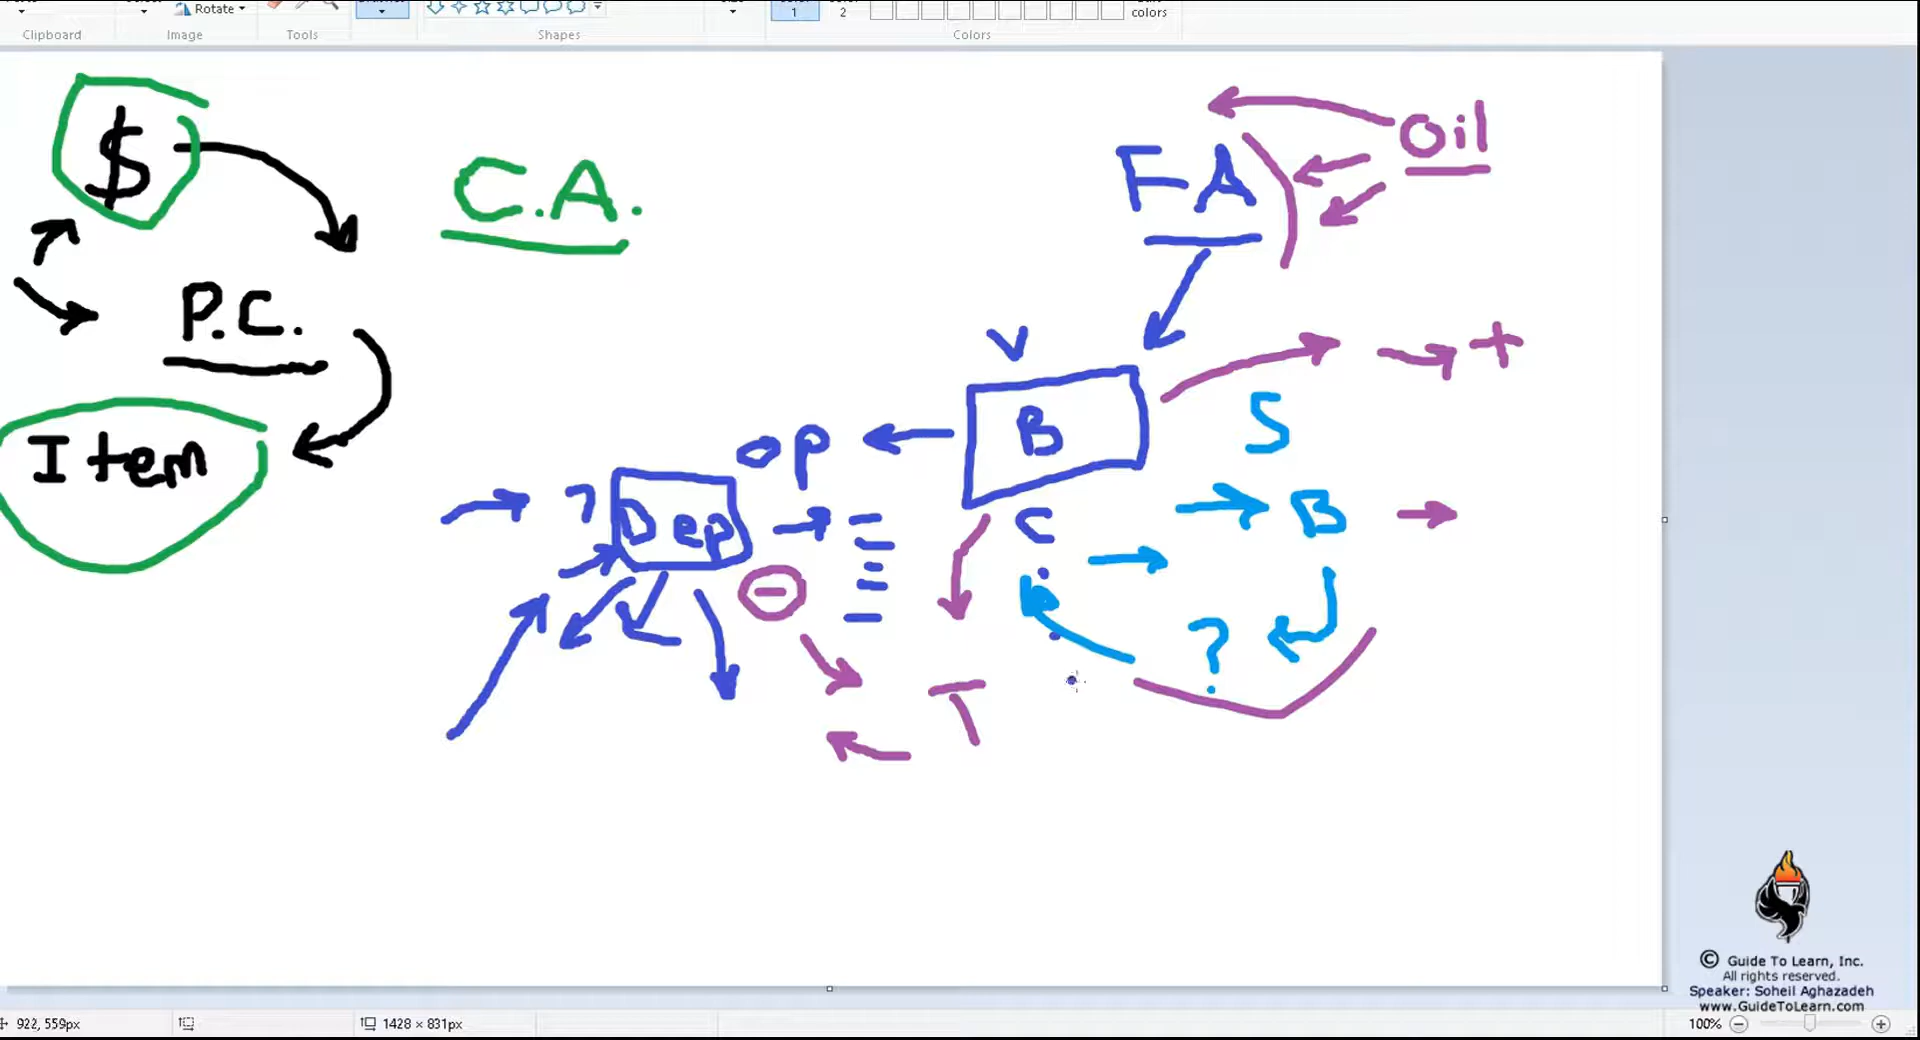 Rotate
1
2
colors
Clipboard
Image
Tools
Shapes
Colors
$
C.A.
FA
Oil
P.C.
V
+
Item
op
B
S
?
Dep
C
B
-
?
T
© Guide To Learn, Inc.
All rights reserved.
Speaker: Soheil Aghazadeh
www.GuideToLearn.com
922, 559px
1428 × 831px
100%